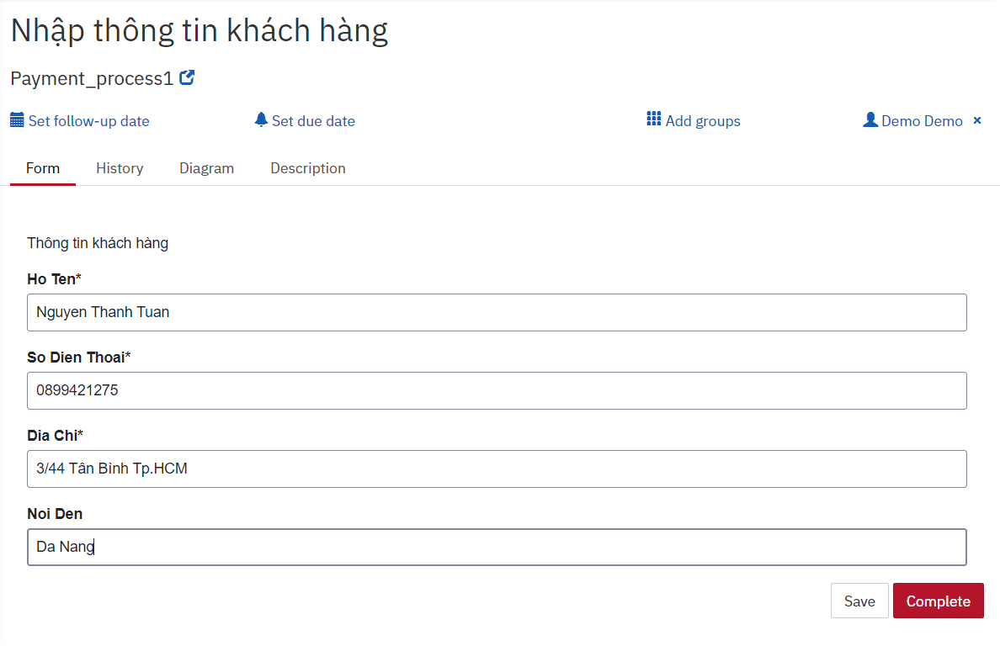 Nhập thông tin khách hàng
Payment_process1
Set follow-up date Set due date Add groups Demo Demo ×
Form History Diagram Description
Thông tin khách hàng
Ho Ten*
Nguyen Thanh Tuan
So Dien Thoai*
0899421275
Dia Chi*
3/44 Tân Bình Tp.HCM
Noi Den
Da Nang
Save Complete